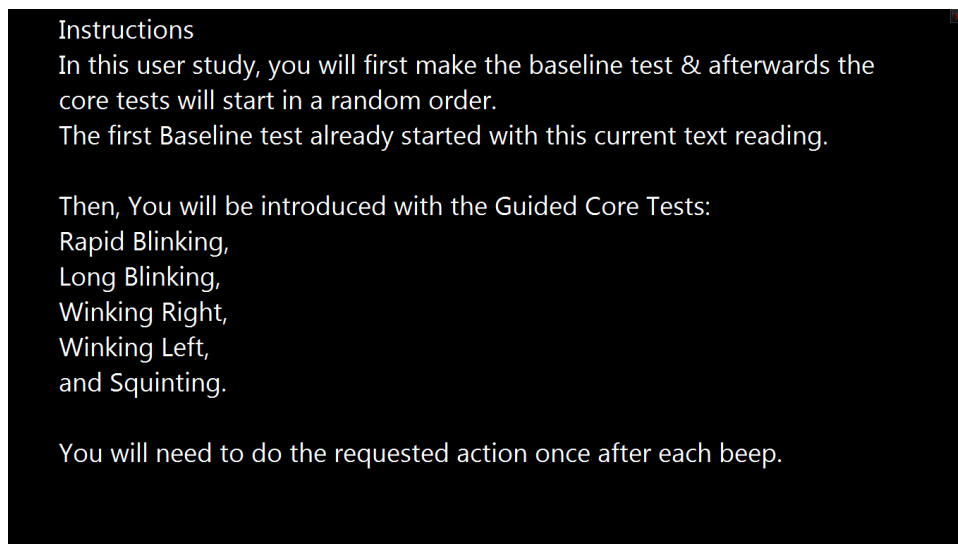 Instructions
In this user study, you will first make the baseline test & afterwards the
core tests will start in a random order.
The first Baseline test already started with this current text reading.
Then, You will be introduced with the Guided Core Tests:
Rapid Blinking,
Long Blinking,
Winking Right,
Winking Left,
and Squinting.
You will need to do the requested action once after each beep.